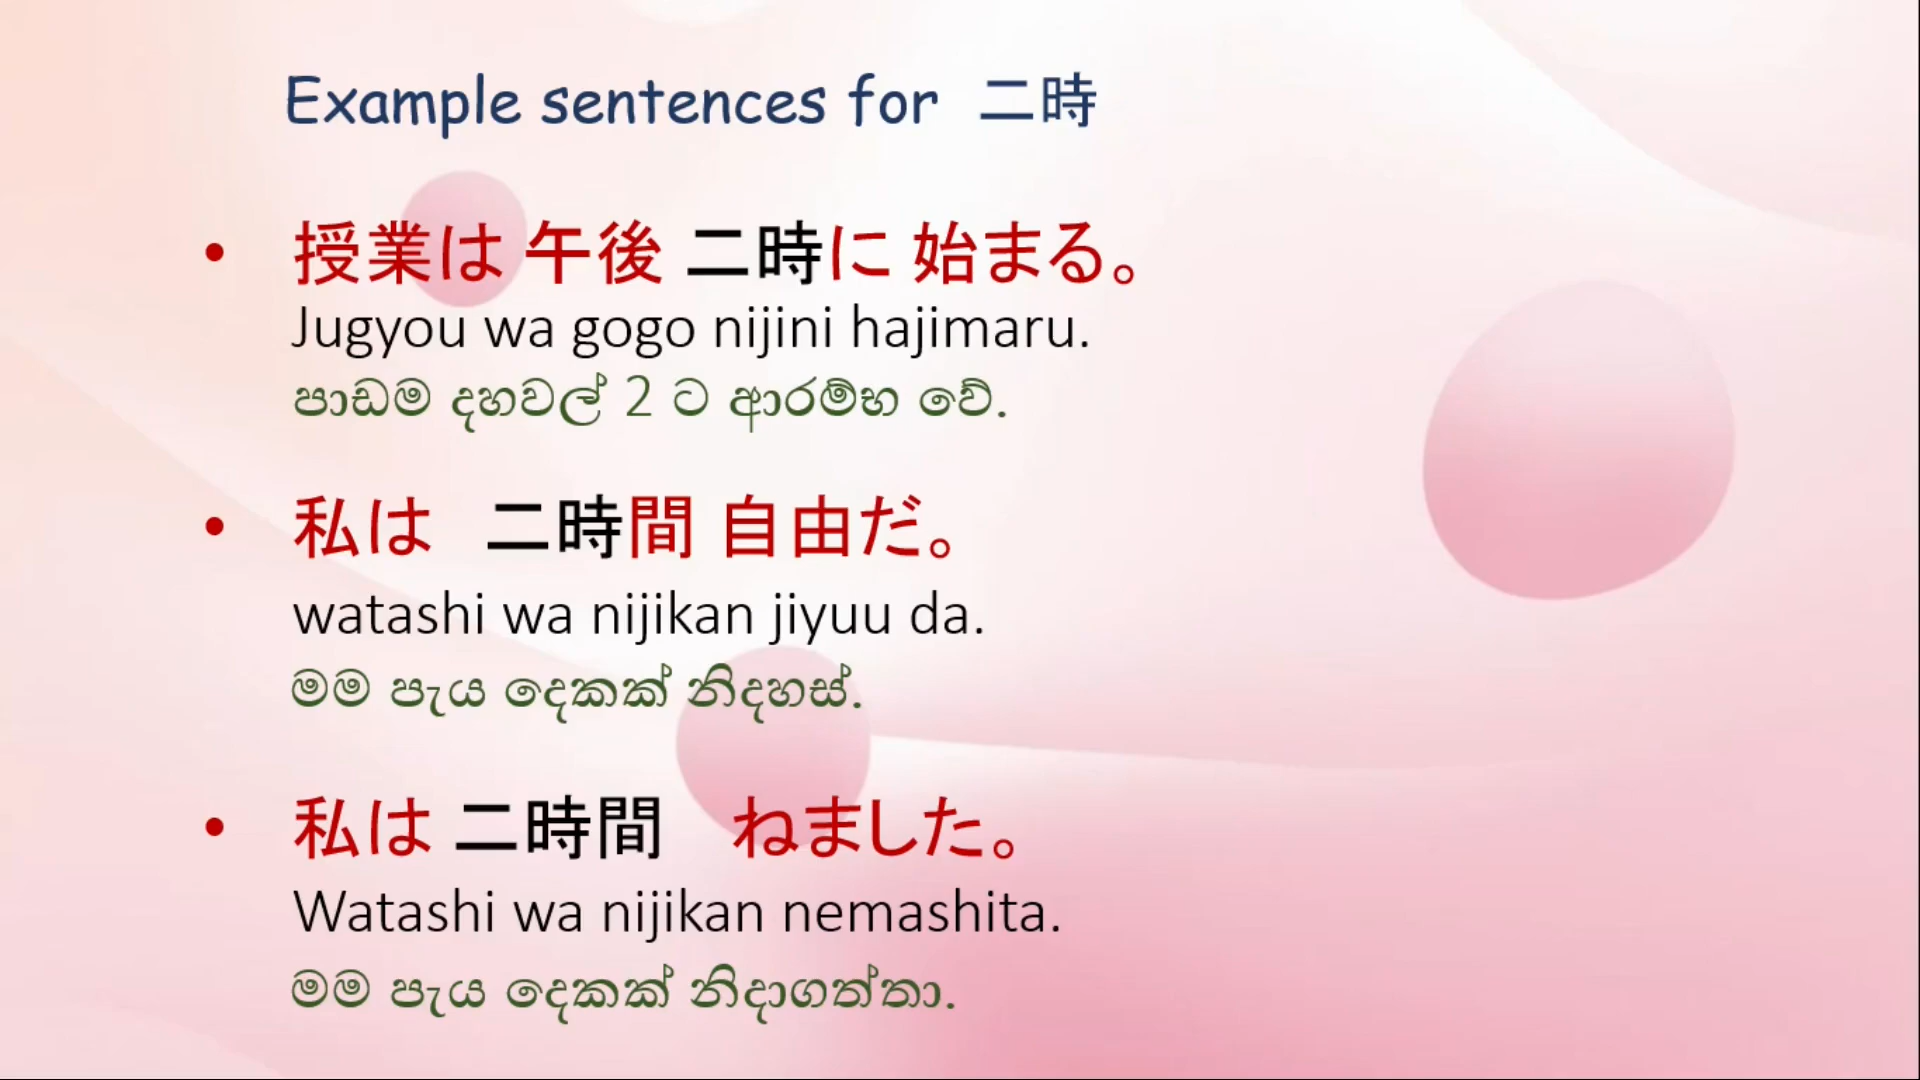 Example sentences for 二時
• 授業は 午後 二時に 始まる。
Jugyou wa gogo nijini hajimaru.
පාඩම දහවල් 2 ට ආරම්භ වේ.
• 私は 二時間 自由だ。
watashi wa nijikan jiyuu da.
මම පැය දෙකක් නිදහස්.
• 私は 二時間 ねました。
Watashi wa nijikan nemashita.
මම පැය දෙකක් නිදාගත්තා.